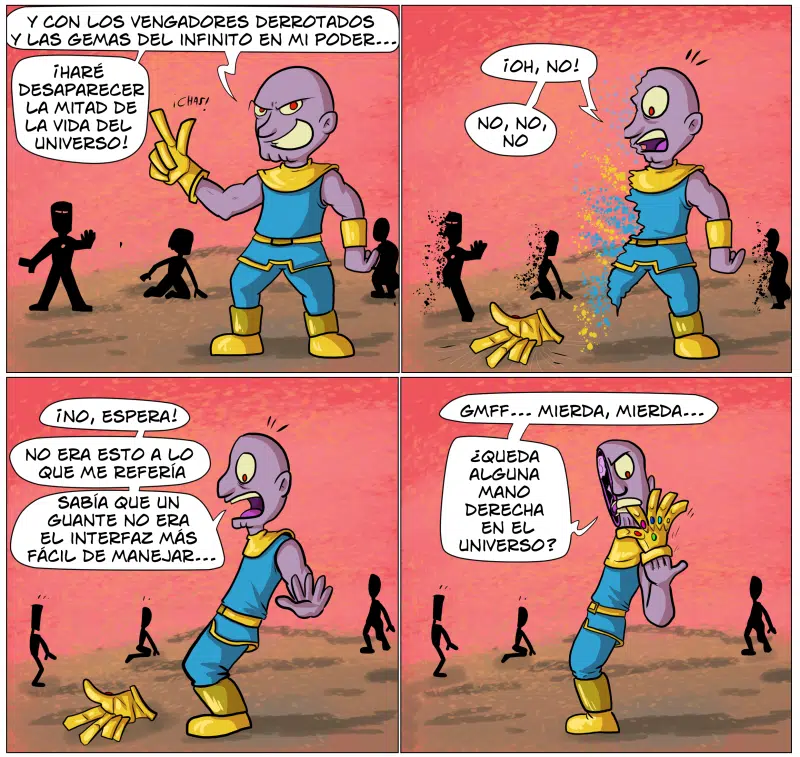 Y CON LOS VENGADORES DERROTADOS
Y LAS GEMAS DEL INFINITO EN MI PODER...
¡HARÉ
DESAPARECER
LA MITAD DE
LA VIDA DEL
UNIVERSO!
¡CHAS!
¡OH, NO!
NO, NO,
NO
¡NO, ESPERA!
NO ERA ESTO A LO
QUE ME REFERÍA
SABÍA QUE UN
GUANTE NO ERA
EL INTERFAZ MÁS
FÁCIL DE MANEJAR...
GMFF... MIERDA, MIERDA...
¿QUEDA
ALGUNA
MANO
DERECHA
EN EL
UNIVERSO?